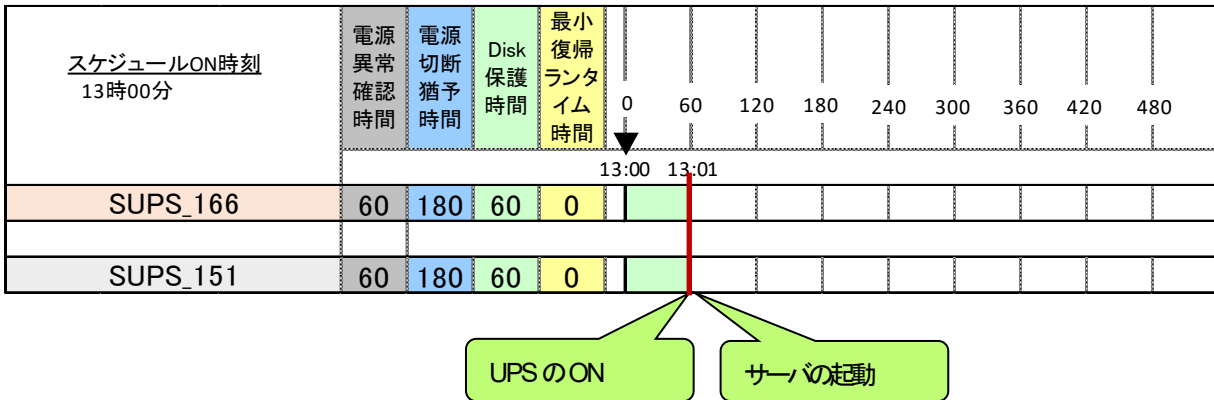 スケジュールON時刻
13時00分
電源
異常
確認
時間
電源
切断
猶予
時間
Disk
保護
時間
最小
復帰
ランタ
イム
時間
0 60 120 180 240 300 360 420 480
13:00 13:01
SUPS_166 60 180 60 0
SUPS_151 60 180 60 0
UPSのON
サーバの起動